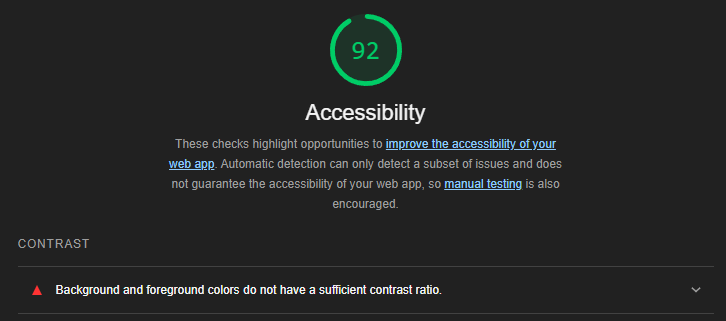 92
Accessibility
These checks highlight opportunities to improve the accessibility of your
web app. Automatic detection can only detect a subset of issues and does
not guarantee the accessibility of your web app, so manual testing is also
encouraged.
CONTRAST
Background and foreground colors do not have a sufficient contrast ratio.